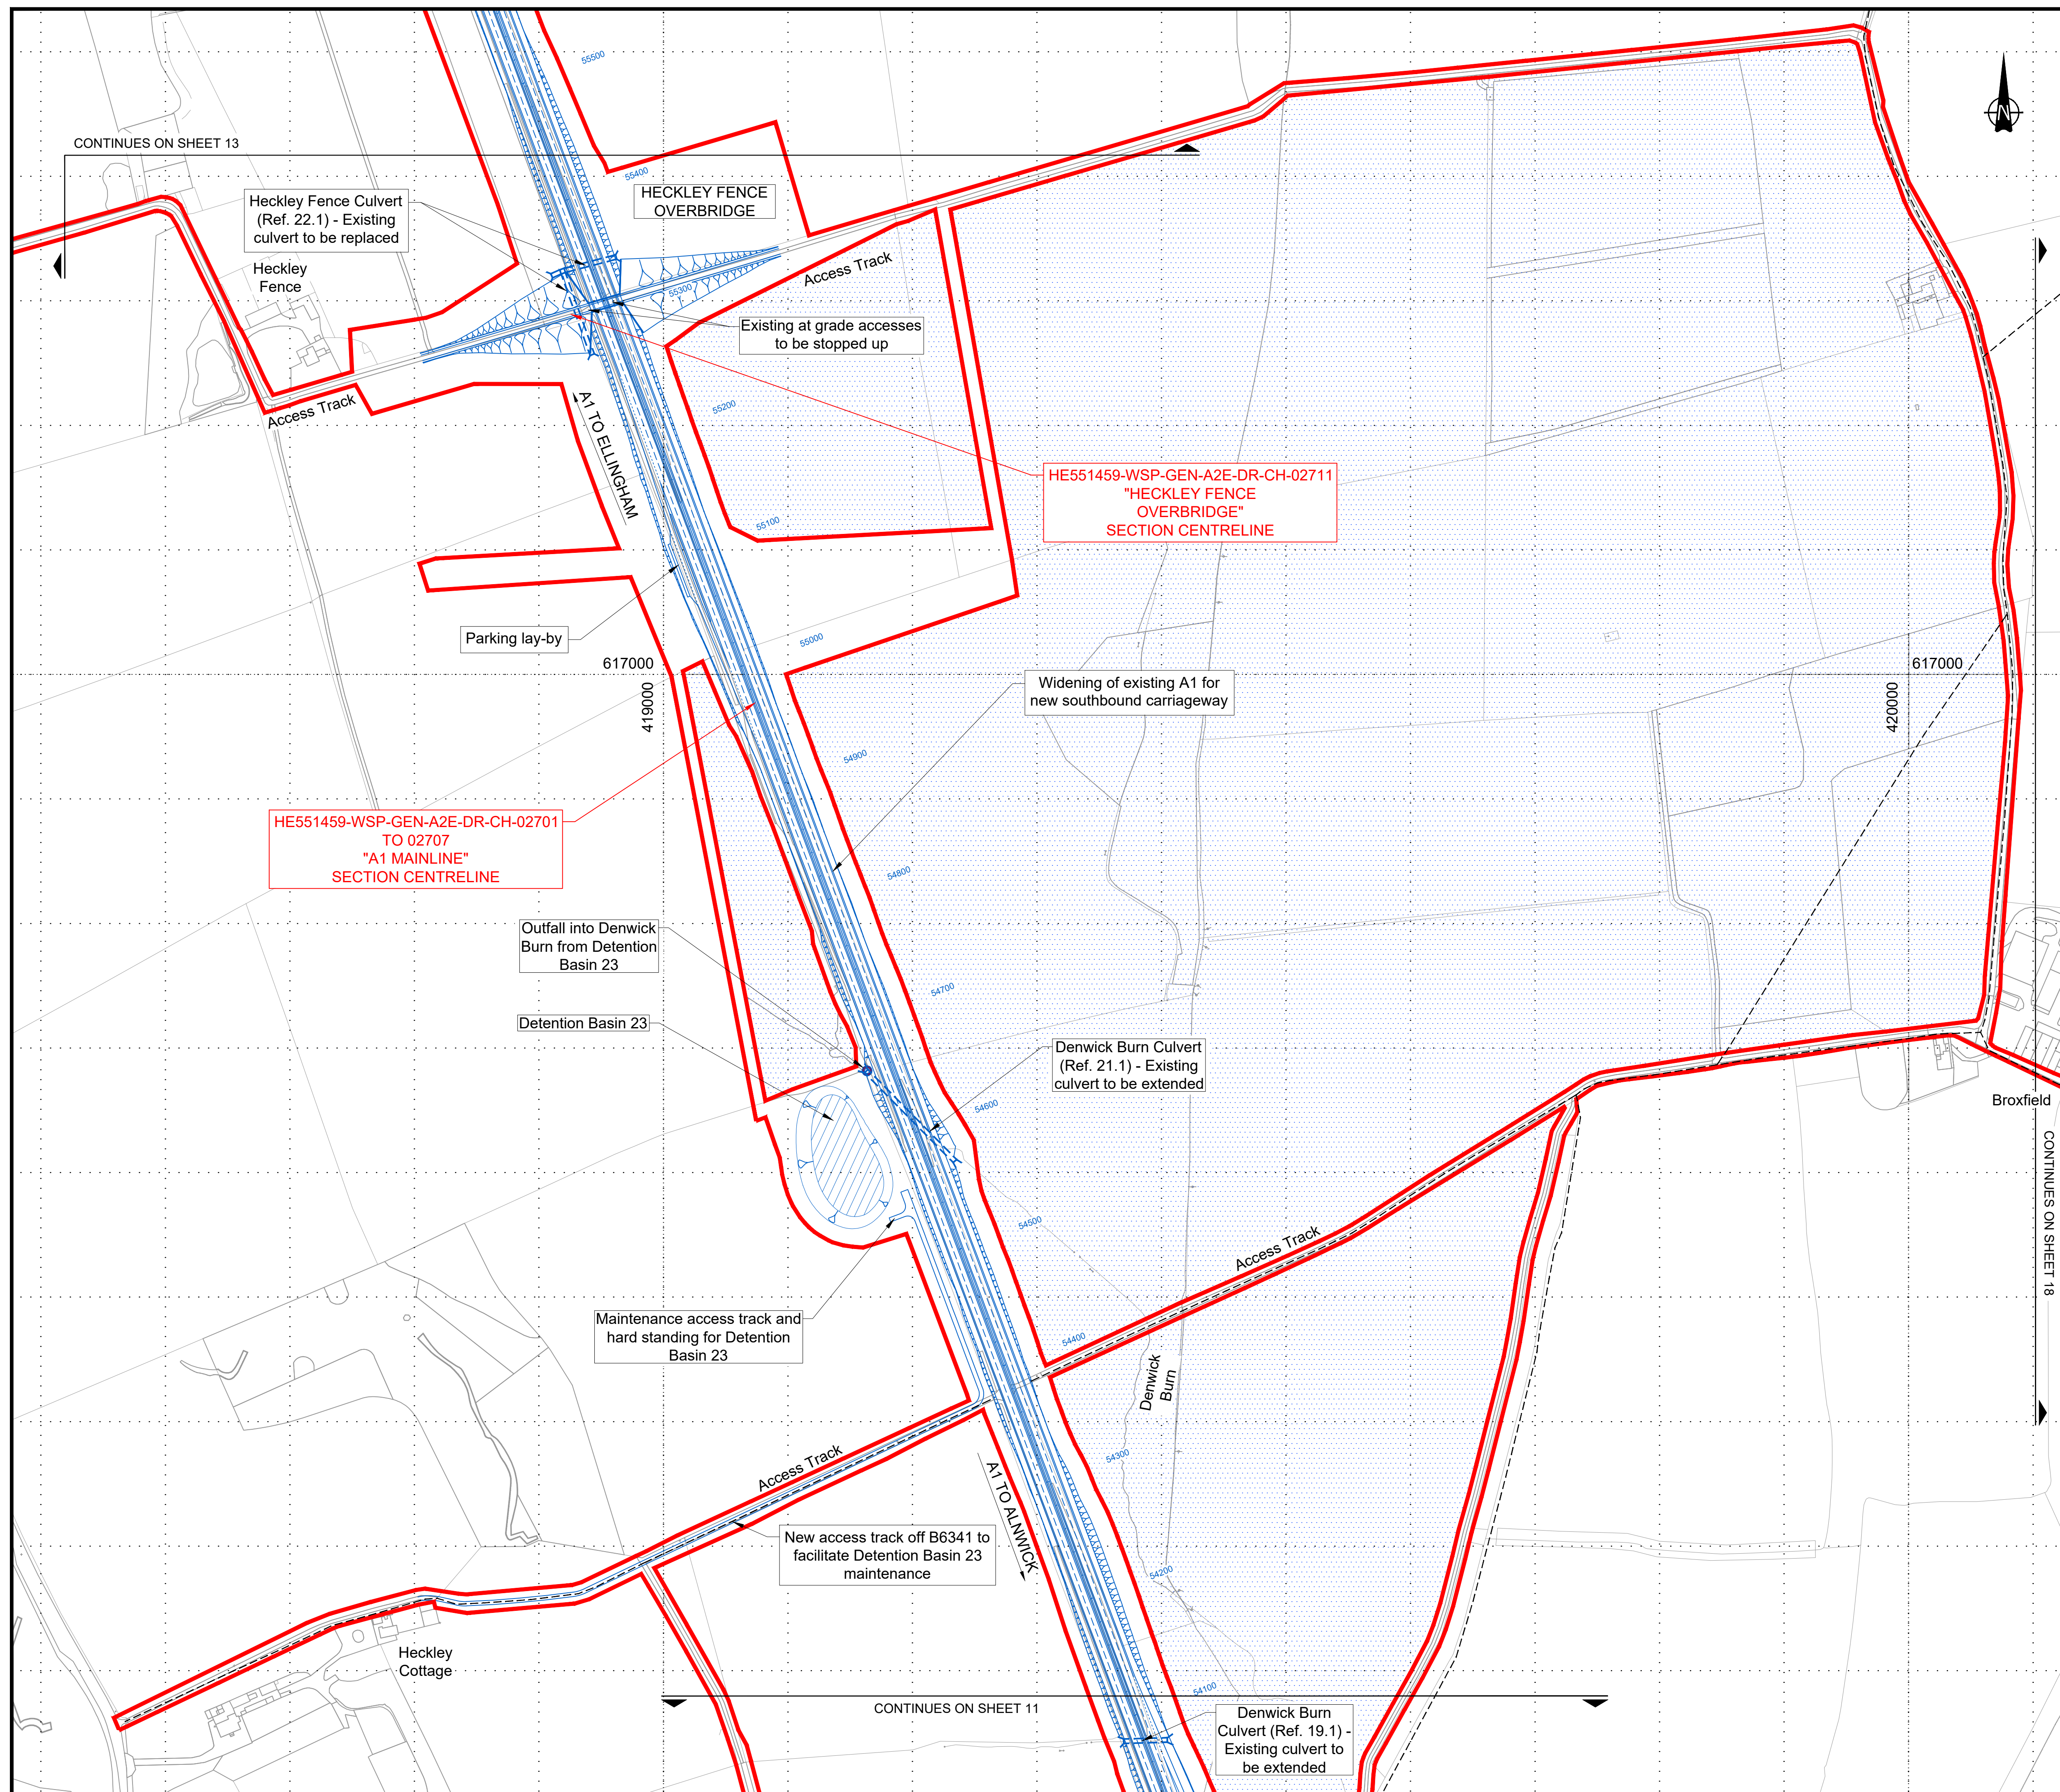 55500
CONTINUES ON SHEET 13
55400
Heckley Fence Culvert
(Ref. 22.1) - Existing
culvert to be replaced
HECKLEY FENCE
OVERBRIDGE
N
Heckley
Fence
Access Track
55300
Existing at grade accesses
to be stopped up
Access Track
A1 TO ELLINGHAM
55200
HE551459-WSP-GEN-A2E-DR-CH-02711
"HECKLEY FENCE
OVERBRIDGE"
SECTION CENTRELINE
55100
Parking lay-by
55000
617000
419000
617000
420000
Widening of existing A1 for
new southbound carriageway
54900
HE551459-WSP-GEN-A2E-DR-CH-02701
TO 02707
"A1 MAINLINE"
SECTION CENTRELINE
54800
Outfall into Denwick
Burn from Detention
Basin 23
54700
Detention Basin 23
Denwick Burn Culvert
(Ref. 21.1) - Existing
culvert to be extended
54600
Broxfield
CONTINUES ON SHEET 18
54500
Access Track
Maintenance access track and
hard standing for Detention
Basin 23
54400
Denwick
Burn
54300
Access Track
A1 TO ALNWICK
New access track off B6341 to
facilitate Detention Basin 23
maintenance
54200
Heckley
Cottage
54100
CONTINUES ON SHEET 11
Denwick Burn
Culvert (Ref. 19.1) -
Existing culvert to
be extended